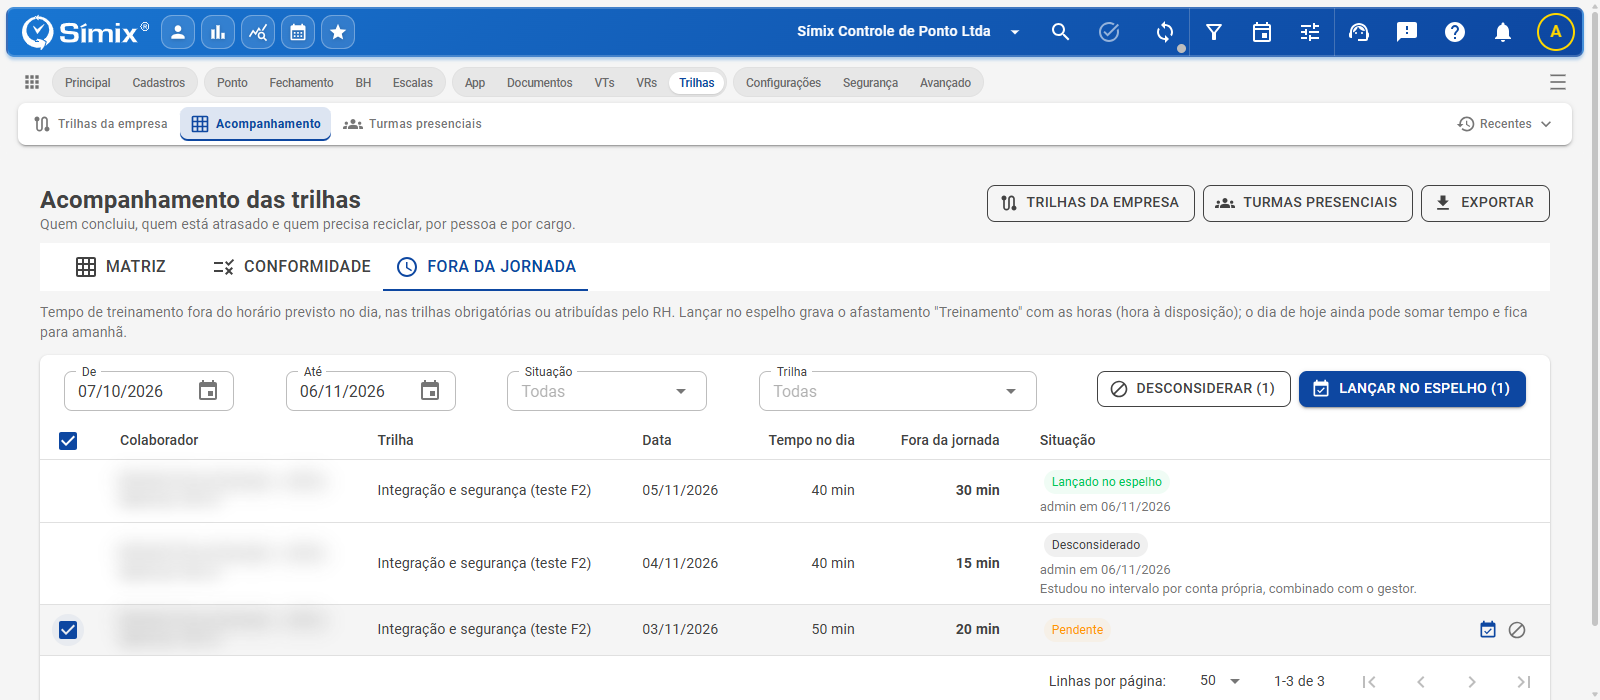 Símix®
Símix Controle de Ponto Ltda
A
Principal
Cadastros
Ponto
Fechamento
BH
Escalas
App
Documentos
VTs
VRs
Trilhas
Configurações
Segurança
Avançado
Trilhas da empresa
Acompanhamento
Turmas presenciais
Recentes
Acompanhamento das trilhas
Quem concluiu, quem está atrasado e quem precisa reciclar, por pessoa e por cargo.
TRILHAS DA EMPRESA
TURMAS PRESENCIAIS
EXPORTAR
MATRIZ
CONFORMIDADE
FORA DA JORNADA
Tempo de treinamento fora do horário previsto no dia, nas trilhas obrigatórias ou atribuídas pelo RH. Lançar no espelho grava o afastamento "Treinamento" com as horas (hora à disposição); o dia de hoje ainda pode somar tempo e fica
para amanhã.
De
07/10/2026
Até
06/11/2026
Situação
Todas
Trilha
Todas
DESCONSIDERAR (1)
LANÇAR NO ESPELHO (1)
Colaborador
Trilha
Data
Tempo no dia
Fora da jornada
Situação
Integração e segurança (teste F2)
05/11/2026
40 min
30 min
Lançado no espelho
admin em 06/11/2026
Integração e segurança (teste F2)
04/11/2026
40 min
15 min
Desconsiderado
admin em 06/11/2026
Estudou no intervalo por conta própria, combinado com o gestor.
Integração e segurança (teste F2)
03/11/2026
50 min
20 min
Pendente
Linhas por página:
50
1-3 de 3